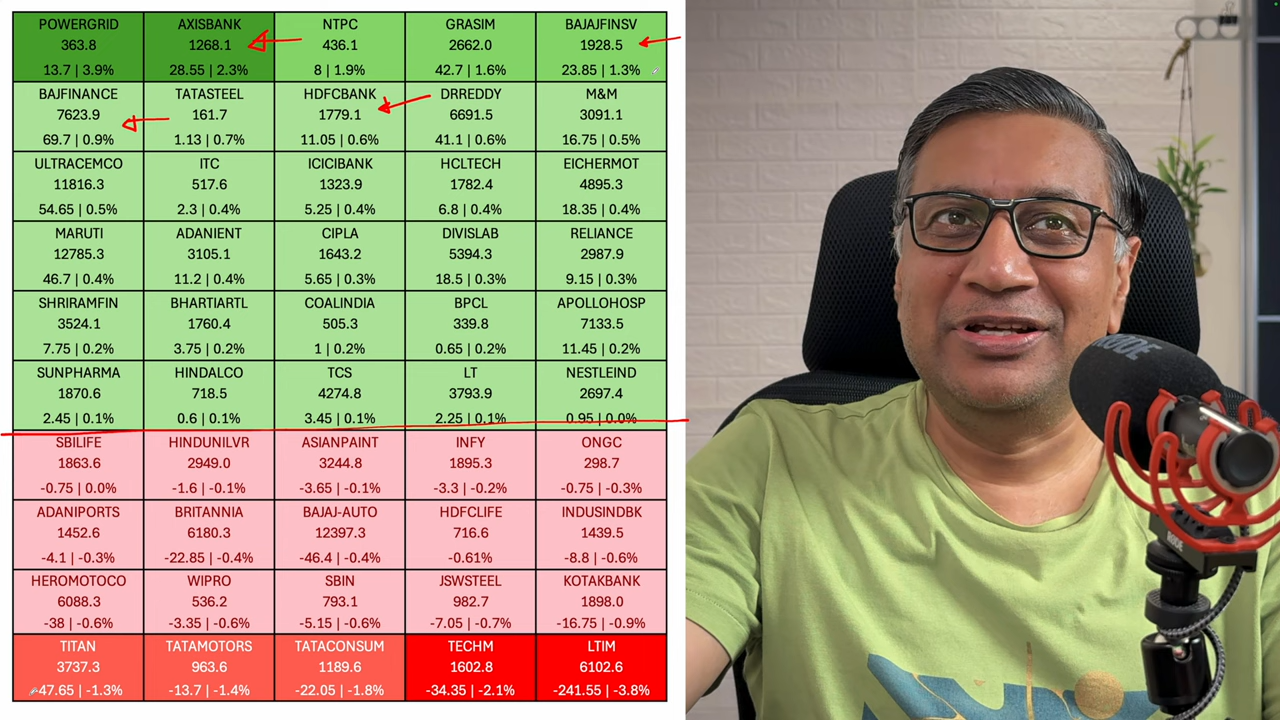 POWERGRID AXISBANK NTPC GRASIM BAJAJFINSV
363.8 1268.1 436.1 2662.0 1928.5
13.7 | 3.9% 28.55 | 2.3% 8 | 1.9% 42.7 | 1.6% 23.85 | 1.3%
BAJFINANCE TATASTEEL HDFCBANK DRREDDY M&M
7623.9 161.7 1779.1 6691.5 3091.1
69.7 | 0.9% 1.13 | 0.7% 11.05 | 0.6% 41.1 | 0.6% 16.75 | 0.5%
ULTRACEMCO ITC ICICIBANK HCLTECH EICHERMOT
11816.3 517.6 1323.9 1782.4 4895.3
54.65 | 0.5% 2.3 | 0.4% 5.25 | 0.4% 6.8 | 0.4% 18.35 | 0.4%
MARUTI ADANIENT CIPLA DIVISLAB RELIANCE
12785.3 3105.1 1643.2 5394.3 2987.9
46.7 | 0.4% 11.2 | 0.4% 5.65 | 0.3% 18.5 | 0.3% 9.15 | 0.3%
SHRIRAMFIN BHARTIARTL COALINDIA BPCL APOLLOHOSP
3524.1 1760.4 505.3 339.8 7133.5
7.75 | 0.2% 3.75 | 0.2% 1 | 0.2% 0.65 | 0.2% 11.45 | 0.2%
SUNPHARMA HINDALCO TCS LT NESTLEIND
1870.6 718.5 4274.8 3793.9 2697.4
2.45 | 0.1% 0.6 | 0.1% 3.45 | 0.1% 2.25 | 0.1% 0.95 | 0.0%
SBILIFE HINDUNILVR ASIANPAINT INFY ONGC
1863.6 2949.0 3244.8 1895.3 298.7
-0.75 | 0.0% -1.6 | -0.1% -3.65 | -0.1% -3.3 | -0.2% -0.75 | -0.3%
ADANIPORTS BRITANNIA BAJAJ-AUTO HDFCLIFE INDUSINDBK
1452.6 6180.3 12397.3 716.6 1439.5
-4.1 | -0.3% -22.85 | -0.4% -46.4 | -0.4% -0.61% -8.8 | -0.6%
HEROMOTOCO WIPRO SBIN JSWSTEEL KOTAKBANK
6088.3 536.2 793.1 982.7 1898.0
-38 | -0.6% -3.35 | -0.6% -5.15 | -0.6% -7.05 | -0.7% -16.75 | -0.9%
TITAN TATAMOTORS TATACONSUM TECHM LTIM
3737.3 963.6 1189.6 1602.8 6102.6
-47.65 | -1.3% -13.7 | -1.4% -22.05 | -1.8% -34.35 | -2.1% -241.55 | -3.8%
RODE
RODE